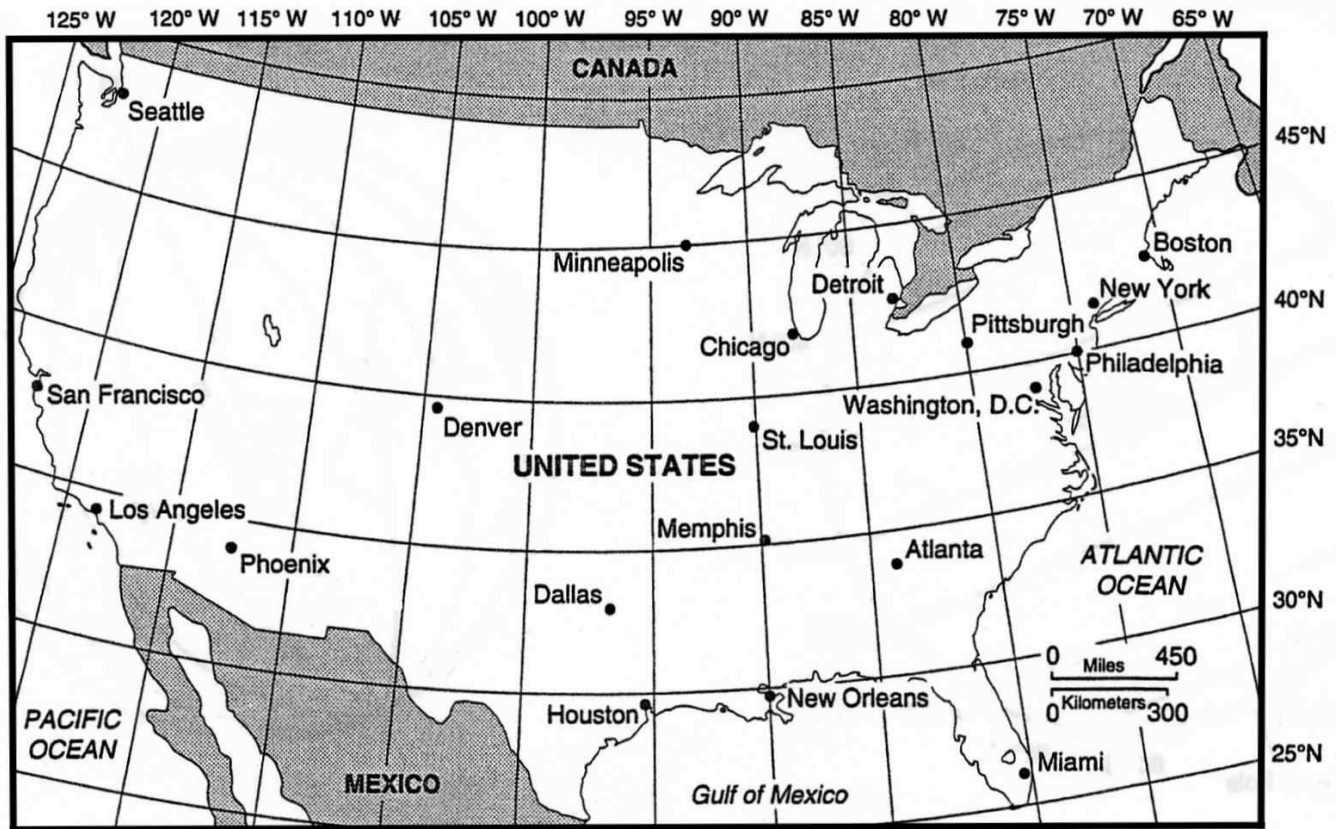 125° W 120° W 115° W 110° W 105° W 100° W 95° W 90° W 85° W 80° W 75° W 70° W 65° W
CANADA
Seattle
45°N
Boston
Minneapolis
Detroit
New York
40°N
Pittsburgh
Chicago
Philadelphia
San Francisco
Washington, D.C.
Denver
St. Louis
35°N
UNITED STATES
Los Angeles
Memphis
Atlanta
ATLANTIC
OCEAN
Phoenix
Dallas
30°N
0 Miles 450
New Orleans
Houston
Kilometers
0 300
PACIFIC
OCEAN
25°N
Miami
MEXICO
Gulf of Mexico